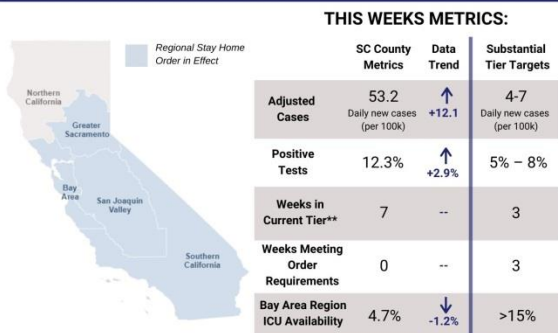 THIS WEEKS METRICS:
Regional Stay Home
Order in Effect
Northern
California
Greater
Sacramento
Bay
Area
San Joaquin
Valley
Southern
California
SC County
Metrics
Data
Trend
Substantial
Tier Targets
Adjusted
Cases
53.2
Daily new cases
(per 100k)
+12.1
4-7
Daily new cases
(per 100k)
Positive
Tests
12.3%
+2.9%
5% – 8%
Weeks in
Current Tier**
7
--
3
Weeks Meeting
Order
Requirements
0
--
3
Bay Area Region
ICU Availability
4.7%
-1.2%
>15%